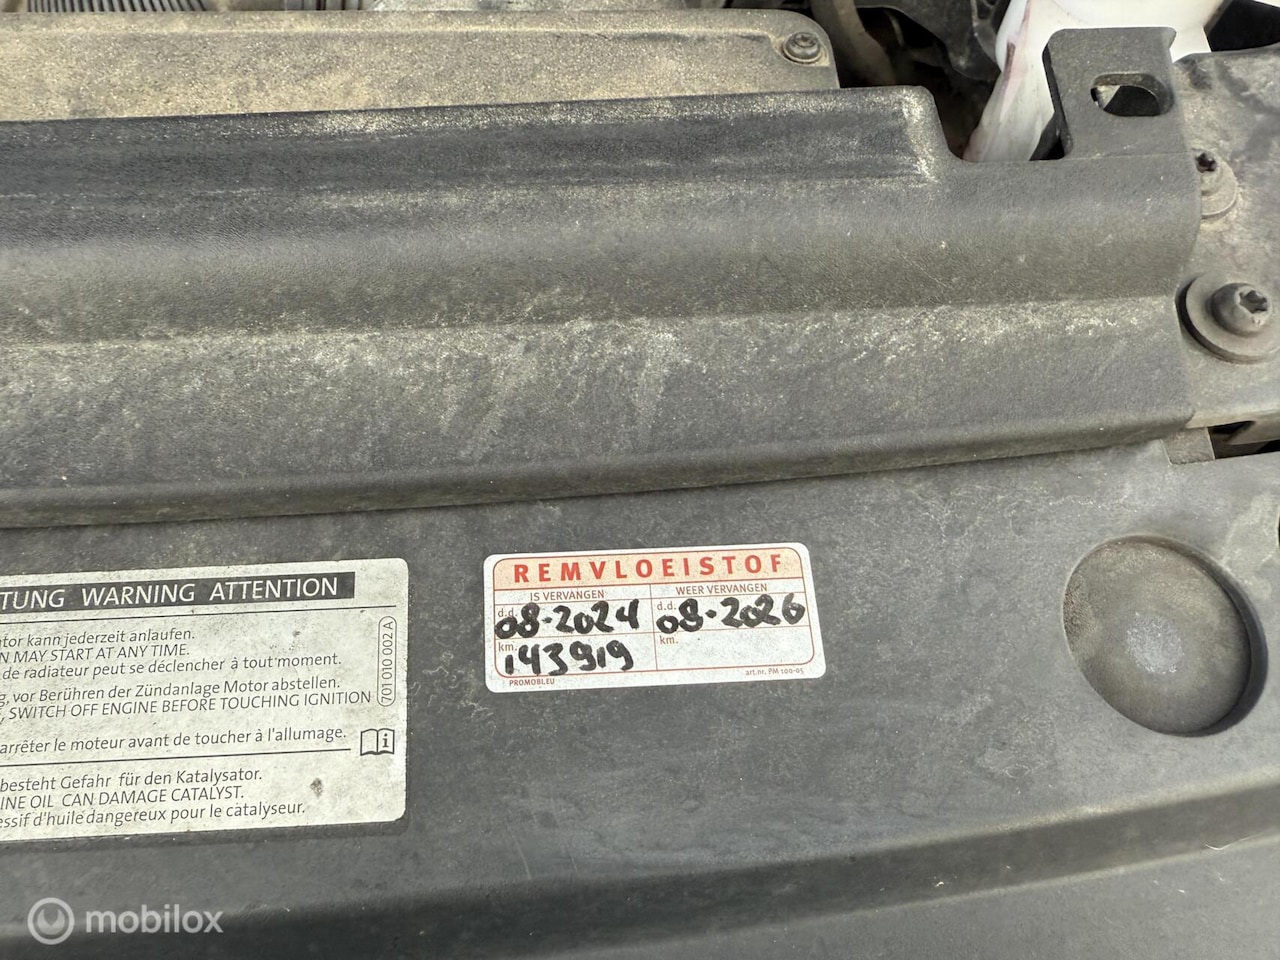 TUNG WARNING ATTENTION
ator kann jederzeit anlaufen.
N MAY START AT ANY TIME.
de radiateur peut se déclencher à tout moment.
g, vor Berühren der Zündanlage Motor abstellen.
, SWITCH OFF ENGINE BEFORE TOUCHING IGNITION
arrêter le moteur avant de toucher à l'allumage.
besteht Gefahr für den Katalysator.
INE OIL CAN DAMAGE CATALYST.
essif d'huile dangereux pour le catalyseur.
701 010 002 A
REMVLOEISTOF
IS VERVANGEN WEER VERVANGEN
d.d. 08-2024 d.d. 08-2026
km. 143919 km.
PROMOBI.EU art.nr. PM 100-05
mobilox